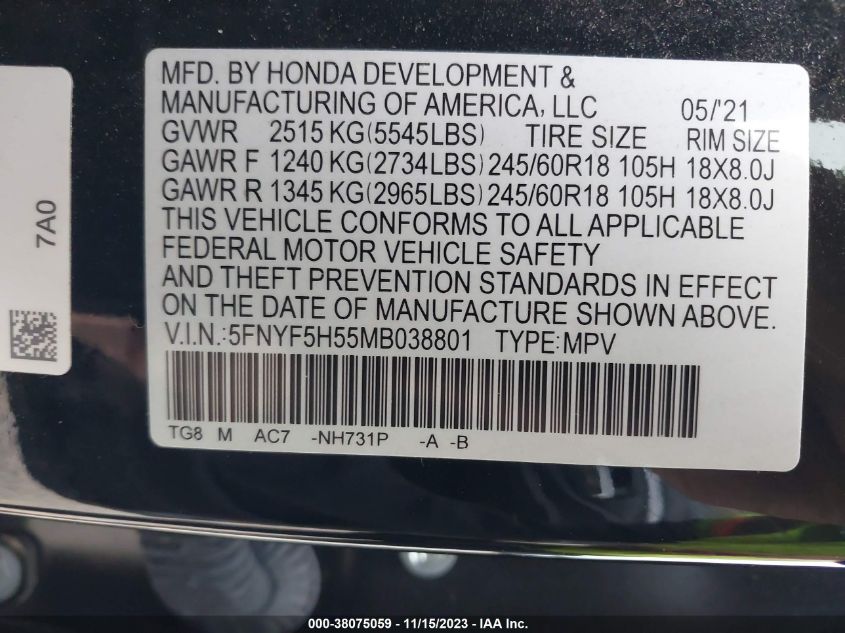 MFD. BY HONDA DEVELOPMENT &
MANUFACTURING OF AMERICA, LLC 05/'21
GVWR 2515 KG(5545LBS) TIRE SIZE RIM SIZE
GAWR F 1240 KG(2734LBS) 245/60R18 105H 18X8.0J
GAWR R 1345 KG(2965LBS) 245/60R18 105H 18X8.0J
THIS VEHICLE CONFORMS TO ALL APPLICABLE
FEDERAL MOTOR VEHICLE SAFETY
AND THEFT PREVENTION STANDARDS IN EFFECT
ON THE DATE OF MANUFACTURE SHOWN ABOVE.
V.I.N.:5FNYF5H55MB038801 TYPE:MPV
TG8 M AC7 -NH731P -A -B
7A0
000-38075059 - 11/15/2023 - IAA Inc.